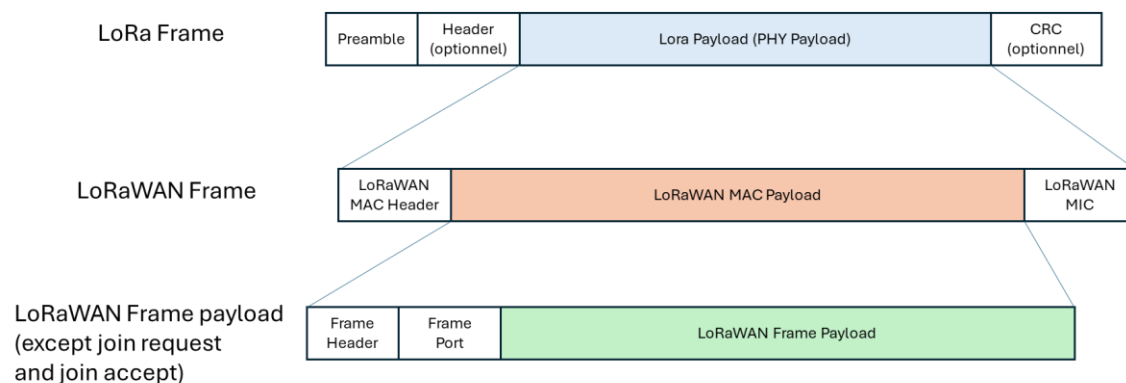 LoRa Frame
Preamble
Header
(optionnel)
Lora Payload (PHY Payload)
CRC
(optionnel)
LoRaWAN Frame
LoRaWAN
MAC Header
LoRaWAN MAC Payload
LoRaWAN
MIC
LoRaWAN Frame payload
(except join request
and join accept)
Frame
Header
Frame
Port
LoRaWAN Frame Payload